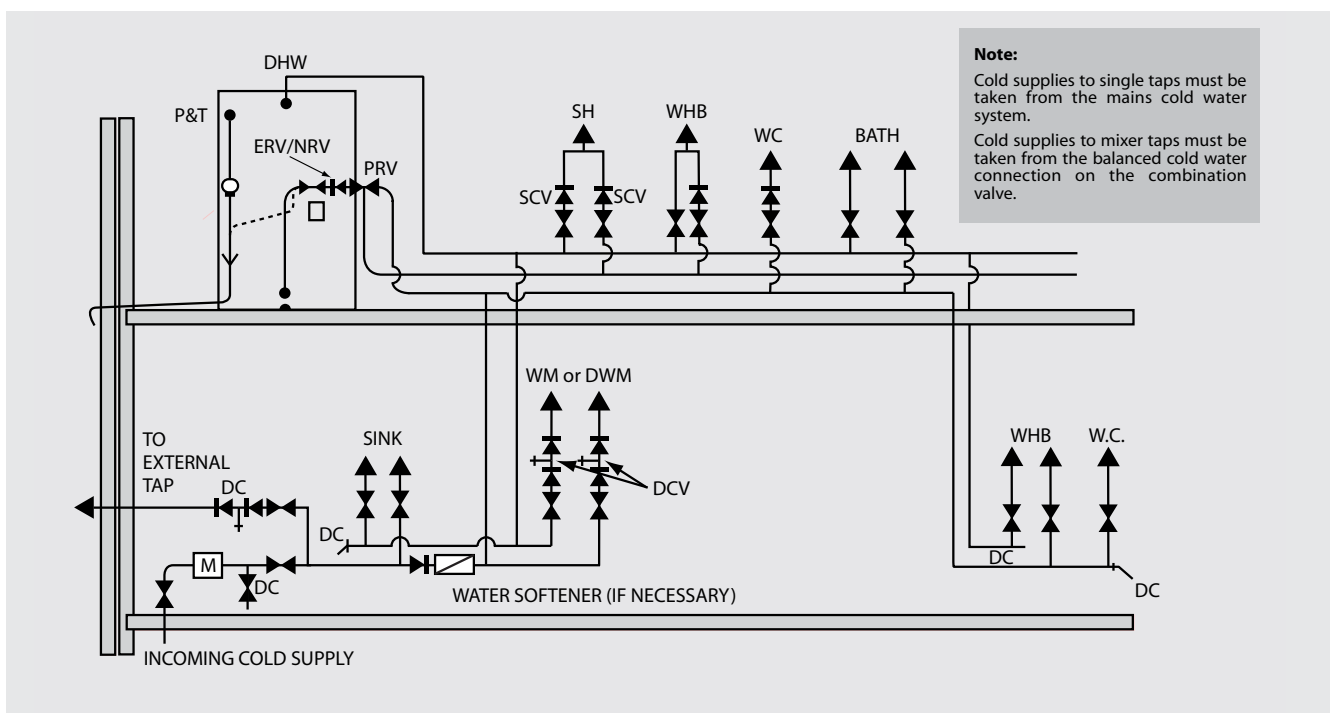 Note:
Cold supplies to single taps must be
taken from the mains cold water
system.
Cold supplies to mixer taps must be
taken from the balanced cold water
connection on the combination
valve.
DHW
P&T
ERV/NRV
PRV
SH
WHB
WC
BATH
SCV
SCV
WM or DWM
TO
EXTERNAL
TAP
SINK
WHB
W.C.
DC
DCV
DC
M
DC
DC
DC
WATER SOFTENER (IF NECESSARY)
INCOMING COLD SUPPLY